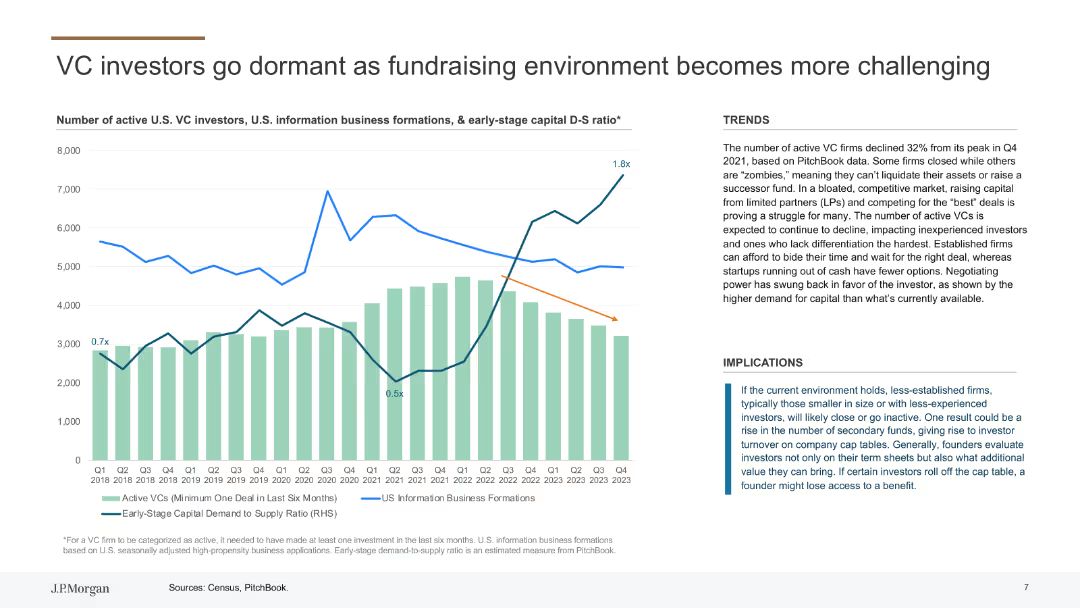 VC investors go dormant as fundraising environment becomes more challenging
Number of active U.S. VC investors, U.S. information business formations, & early-stage capital D-S ratio*
8,000
7,000
6,000
5,000
4,000
3,000
2,000
1,000
0
0.7x
0.5x
1.8x
Q1 Q2 Q3 Q4 Q1 Q2 Q3 Q4 Q1 Q2 Q3 Q4 Q1 Q2 Q3 Q4 Q1 Q2 Q3 Q4 Q1 Q2 Q3 Q4
2018 2018 2018 2018 2019 2019 2019 2019 2020 2020 2020 2020 2021 2021 2021 2021 2022 2022 2022 2022 2023 2023 2023 2023
Active VCs (Minimum One Deal in Last Six Months)
US Information Business Formations
Early-Stage Capital Demand to Supply Ratio (RHS)
*For a VC firm to be categorized as active, it needed to have made at least one investment in the last six months. U.S. information business formations
based on U.S. seasonally adjusted high-propensity business applications. Early-stage demand-to-supply ratio is an estimated measure from PitchBook.
TRENDS
The number of active VC firms declined 32% from its peak in Q4
2021, based on PitchBook data. Some firms closed while others
are “zombies,” meaning they can’t liquidate their assets or raise a
successor fund. In a bloated, competitive market, raising capital
from limited partners (LPs) and competing for the “best” deals is
proving a struggle for many. The number of active VCs is
expected to continue to decline, impacting inexperienced investors
and ones who lack differentiation the hardest. Established firms
can afford to bide their time and wait for the right deal, whereas
startups running out of cash have fewer options. Negotiating
power has swung back in favor of the investor, as shown by the
higher demand for capital than what’s currently available.
IMPLICATIONS
If the current environment holds, less-established firms,
typically those smaller in size or with less-experienced
investors, will likely close or go inactive. One result could be a
rise in the number of secondary funds, giving rise to investor
turnover on company cap tables. Generally, founders evaluate
investors not only on their term sheets but also what additional
value they can bring. If certain investors roll off the cap table, a
founder might lose access to a benefit.
J.P.Morgan
Sources: Census, PitchBook.
7